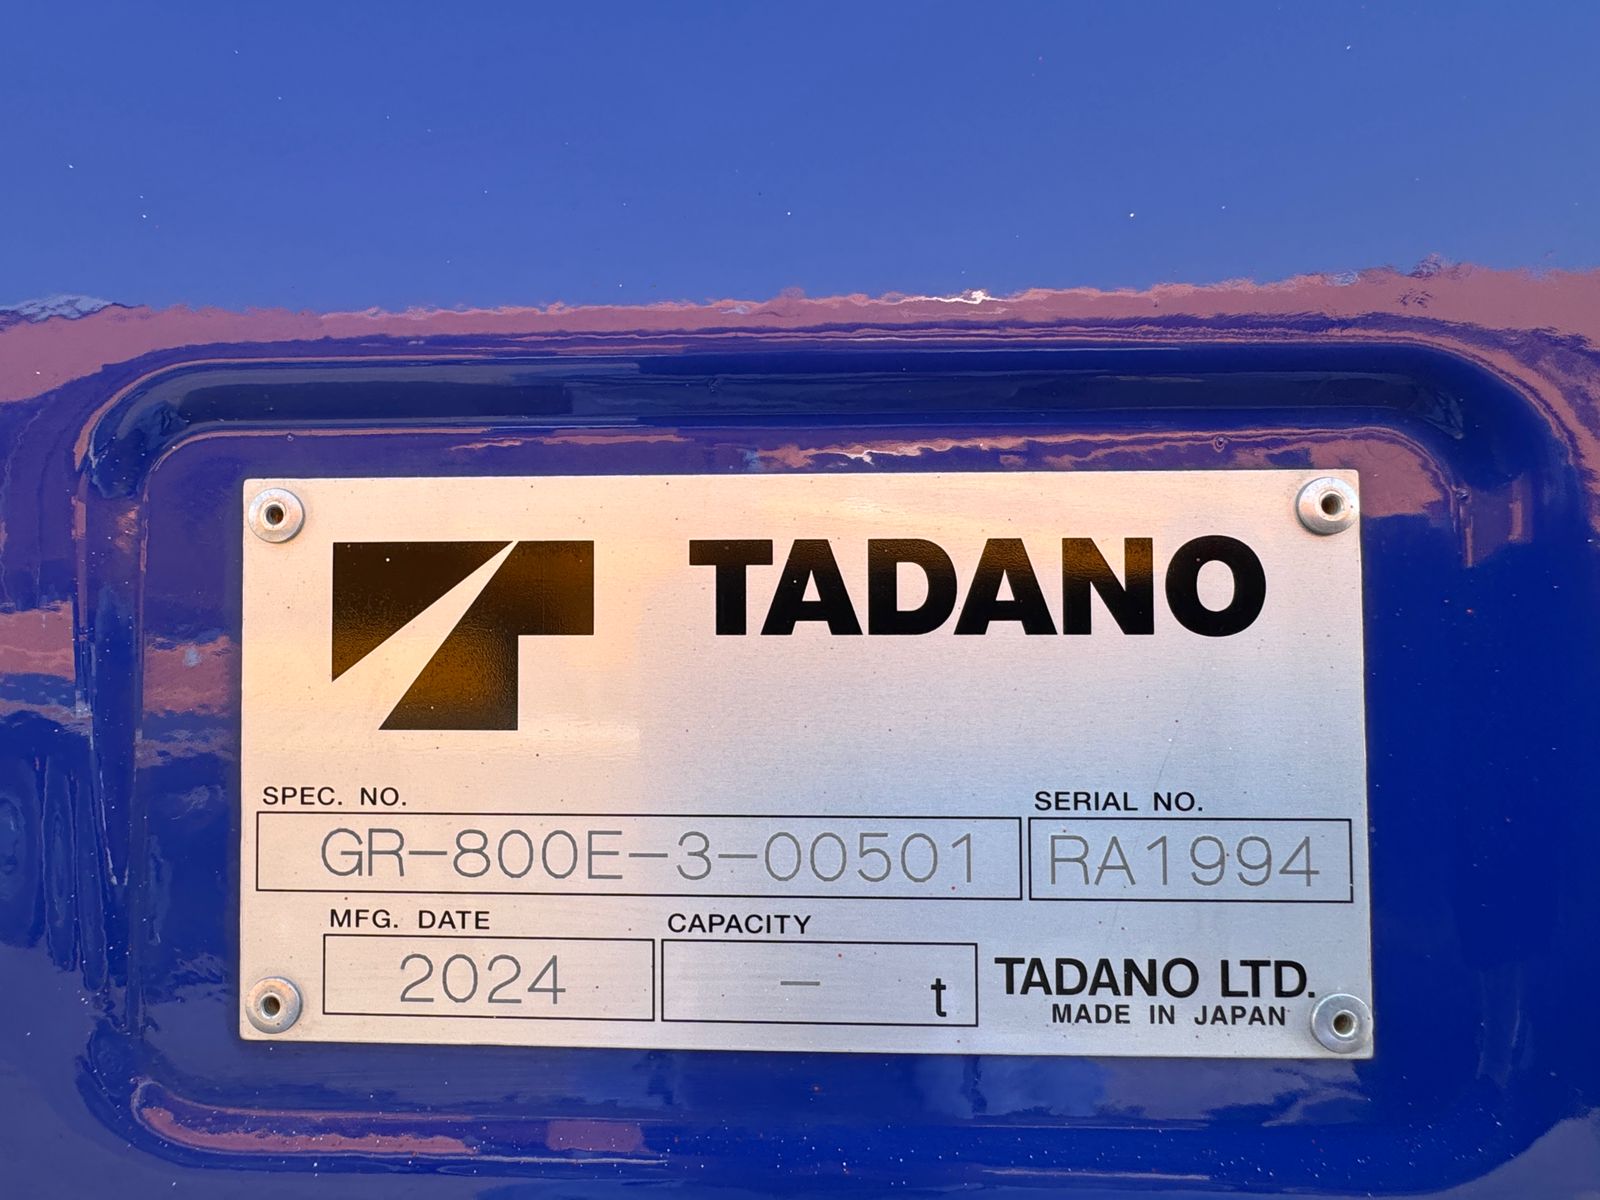 TADANO
SPEC. NO.
SERIAL NO.
GR-800E-3-00501
RA1994
MFG. DATE
CAPACITY
2024
- t
TADANO LTD.
MADE IN JAPAN